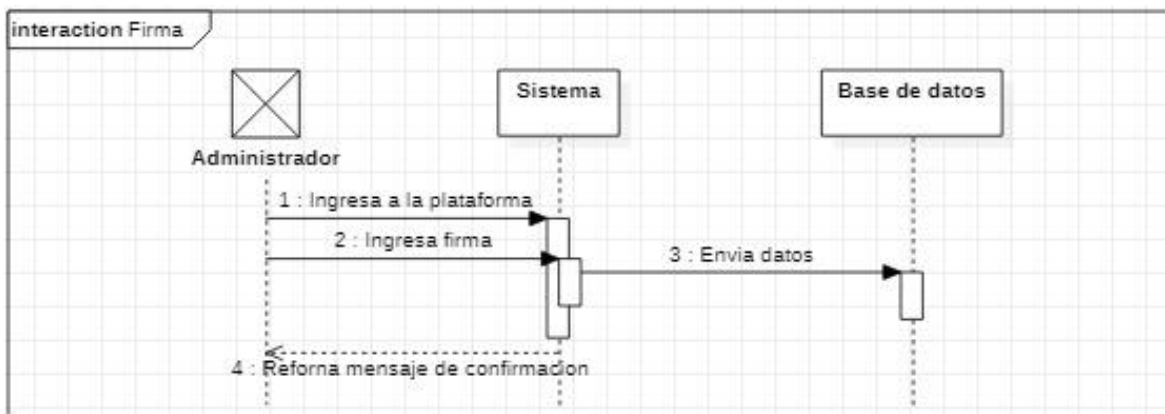 interaction Firma
Sistema
Base de datos
Administrador
1 : Ingresa a la plataforma
2 : Ingresa firma
3 : Envia datos
4 : Retorna mensaje de confirmacion